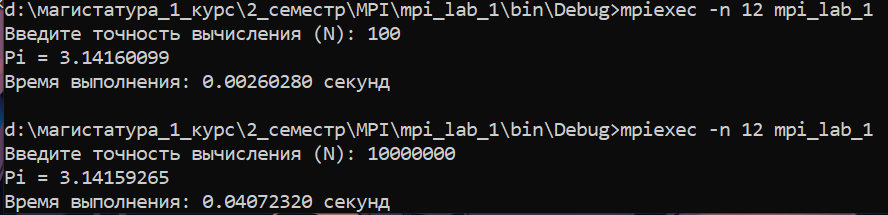 d:\магистатура_1_курс\2_семестр\MPI\mpi_lab_1\bin\Debug>mpiexec -n 12 mpi_lab_1
Введите точность вычисления (N): 100
Pi = 3.14160099
Время выполнения: 0.00260280 секунд
d:\магистатура_1_курс\2_семестр\MPI\mpi_lab_1\bin\Debug>mpiexec -n 12 mpi_lab_1
Введите точность вычисления (N): 10000000
Pi = 3.14159265
Время выполнения: 0.04072320 секунд